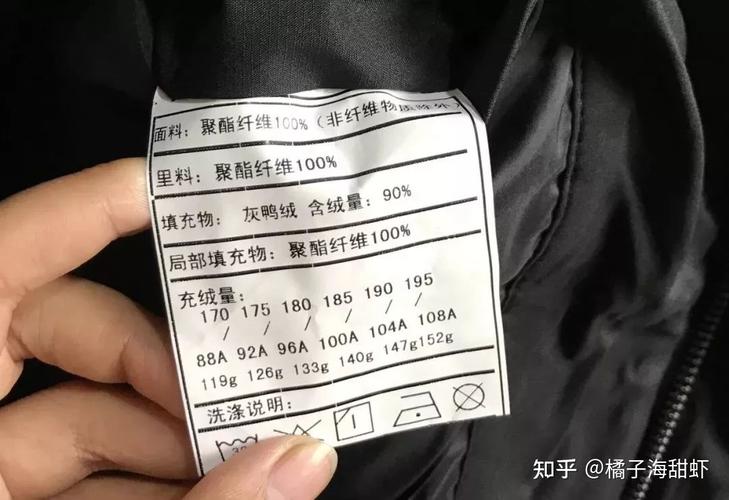 面料: 聚酯纤维100% (非纤维物质除外)
里料: 聚酯纤维100%
填充物: 灰鸭绒 含绒量: 90%
局部填充物: 聚酯纤维100%
充绒量:
170 175 180 185 190 195
/ / / / / /
88A 92A 96A 100A 104A 108A
119g 126g 133g 140g 147g 152g
洗涤说明:
知乎 @橘子海甜虾